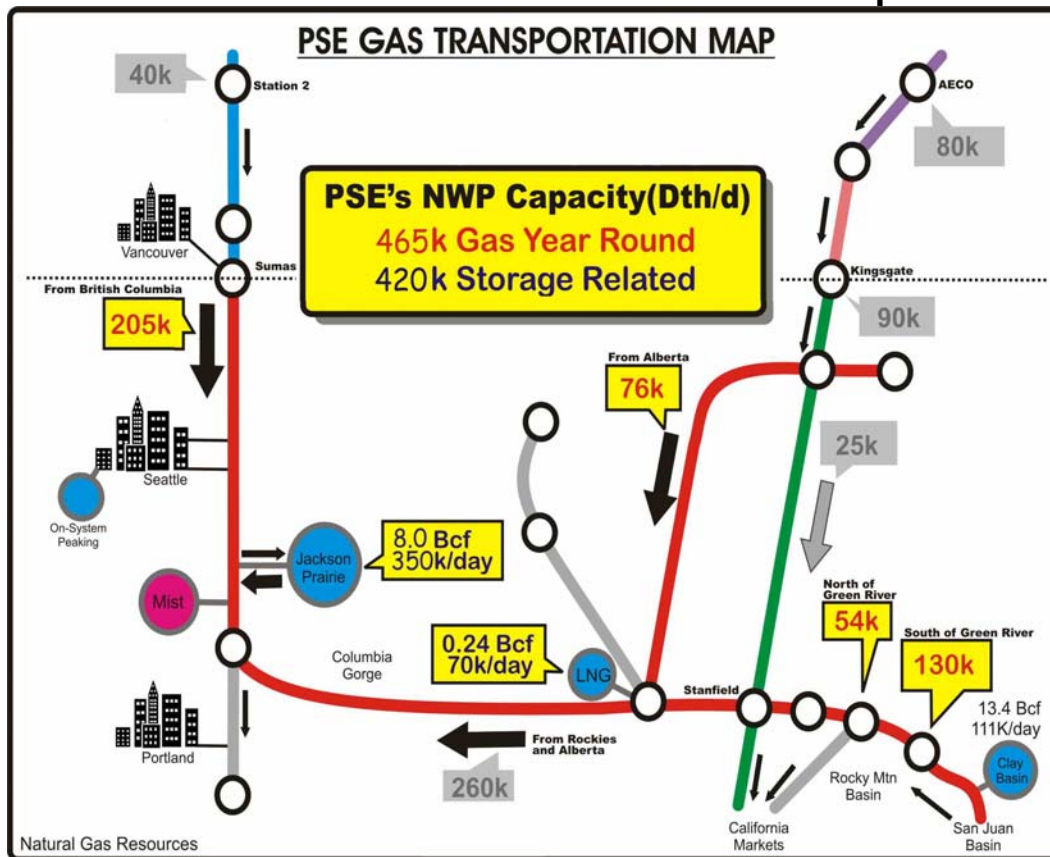 PSE GAS TRANSPORTATION MAP
40k
Station 2
AECO
80k
PSE's NWP Capacity(Dth/d)
465k Gas Year Round
420k Storage Related
Vancouver
Sumas
Kingsgate
From British Columbia
205k
90k
From Alberta
76k
25k
Seattle
On-System
Peaking
Jackson
Prairie
8.0 Bcf
350k/day
Mist
North of
Green River
54k
South of Green River
130k
0.24 Bcf
70k/day
LNG
Columbia
Gorge
Stanfield
13.4 Bcf
111K/day
Clay
Basin
From Rockies
and Alberta
260k
Portland
Rocky Mtn
Basin
California
Markets
San Juan
Basin
Natural Gas Resources